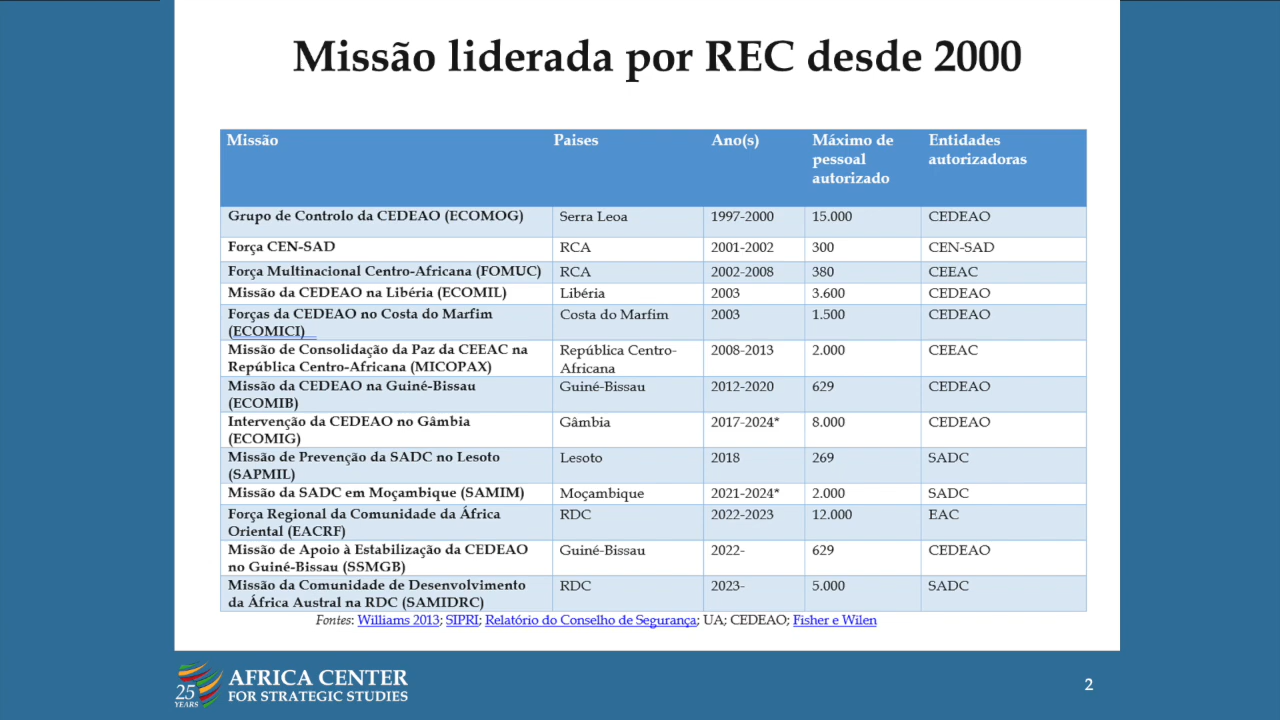 Missão liderada por REC desde 2000
Missão Paises Ano(s) Máximo de pessoal autorizado Entidades autorizadoras
Grupo de Controlo da CEDEAO (ECOMOG) Serra Leoa 1997-2000 15.000 CEDEAO
Força CEN-SAD RCA 2001-2002 300 CEN-SAD
Força Multinacional Centro-Africana (FOMUC) RCA 2002-2008 380 CEEAC
Missão da CEDEAO na Libéria (ECOMIL) Libéria 2003 3.600 CEDEAO
Forças da CEDEAO no Costa do Marfim (ECOMICI) Costa do Marfim 2003 1.500 CEDEAO
Missão de Consolidação da Paz da CEEAC na República Centro-Africana (MICOPAX) República Centro-Africana 2008-2013 2.000 CEEAC
Missão da CEDEAO na Guiné-Bissau (ECOMIB) Guiné-Bissau 2012-2020 629 CEDEAO
Intervenção da CEDEAO no Gâmbia (ECOMIG) Gâmbia 2017-2024* 8.000 CEDEAO
Missão de Prevenção da SADC no Lesoto (SAPMIL) Lesoto 2018 269 SADC
Missão da SADC em Moçambique (SAMIM) Moçambique 2021-2024* 2.000 SADC
Força Regional da Comunidade da África Oriental (EACRF) RDC 2022-2023 12.000 EAC
Missão de Apoio à Estabilização da CEDEAO no Guiné-Bissau (SSMGB) Guiné-Bissau 2022- 629 CEDEAO
Missão da Comunidade de Desenvolvimento da África Austral na RDC (SAMIDRC) RDC 2023- 5.000 SADC
Fontes: Williams 2013; SIPRI; Relatório do Conselho de Segurança; UA; CEDEAO; Fisher e Wilen
25 YEARS
AFRICA CENTER
FOR STRATEGIC STUDIES
2